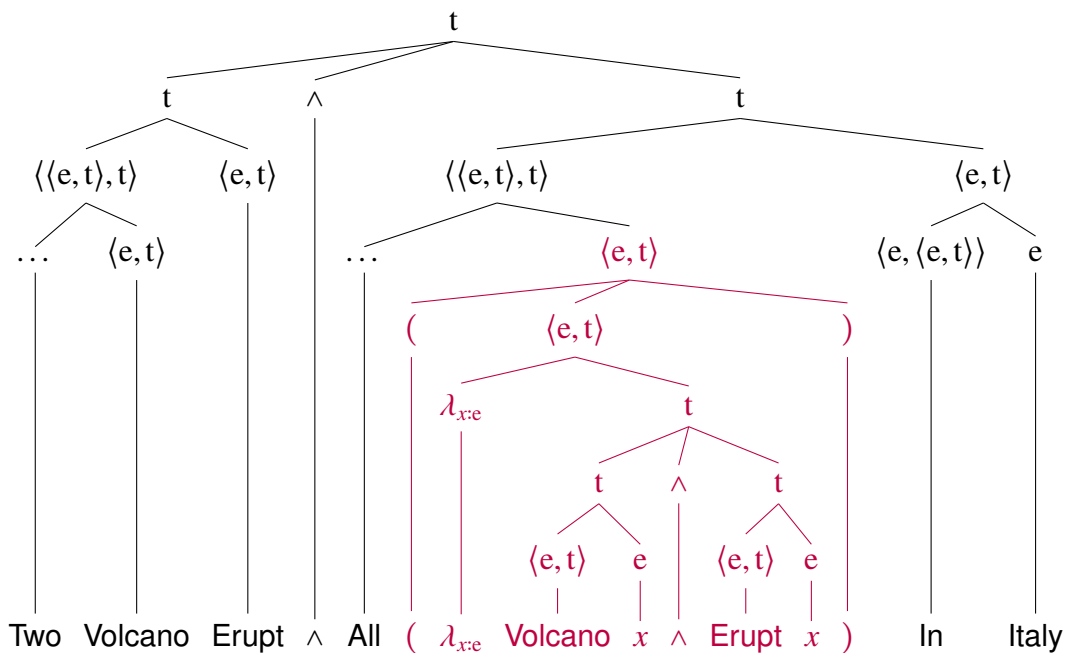 t
t ∧ t
⟨⟨e, t⟩, t⟩ ⟨e, t⟩ ⟨⟨e, t⟩, t⟩ ⟨e, t⟩
... ⟨e, t⟩ ... ⟨e, t⟩ ⟨e, ⟨e, t⟩⟩ e
( ⟨e, t⟩ )
λx:e t
t ∧ t
⟨e, t⟩ e ⟨e, t⟩ e
Two Volcano Erupt ∧ All ( λx:e Volcano x ∧ Erupt x ) In Italy